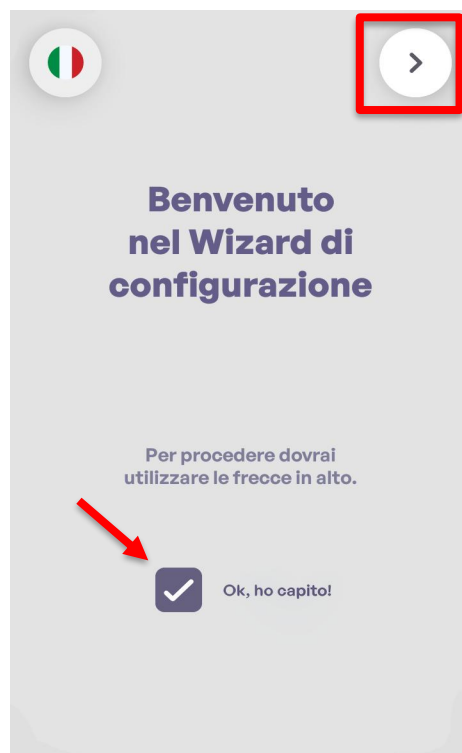 Benvenuto
nel Wizard di
configurazione
Per procedere dovrai
utilizzare le frecce in alto.
Ok, ho capito!